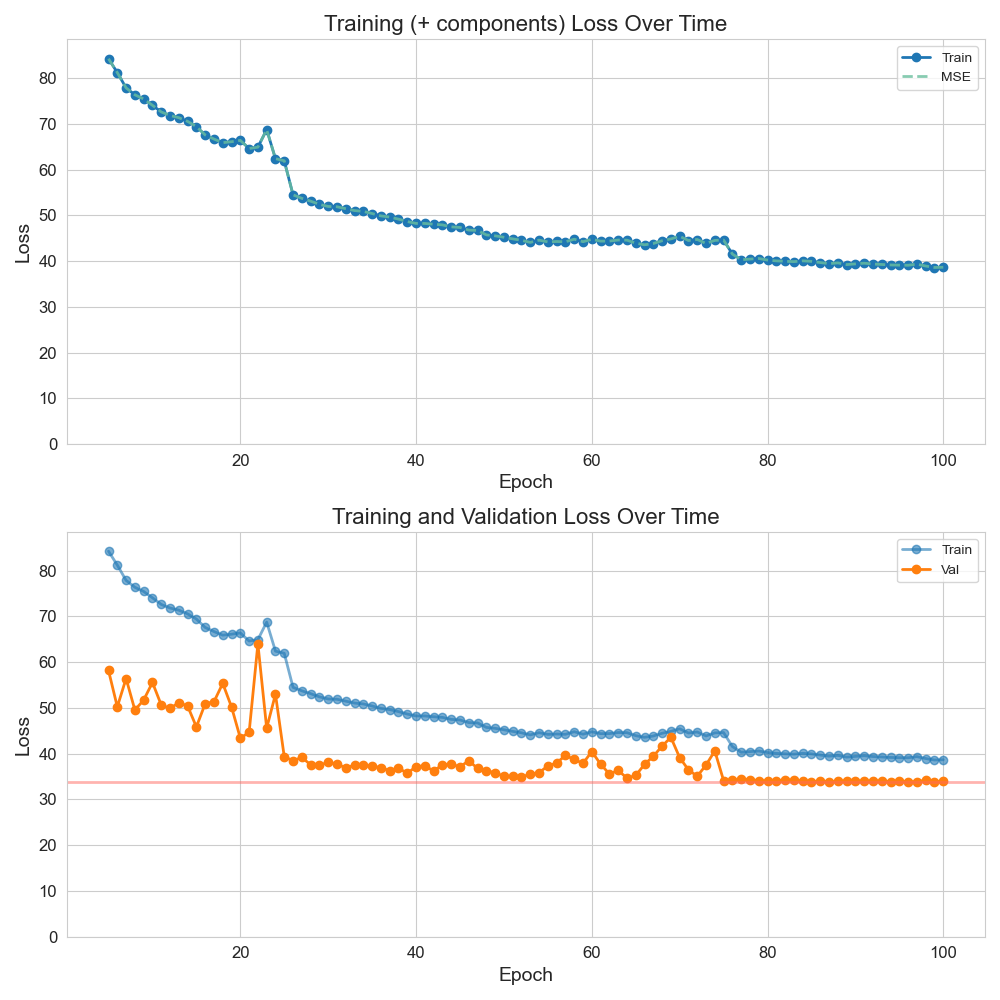 Training (+ components) Loss Over Time
Train
MSE
80
70
60
50
40
30
20
10
0
Loss
20 40 60 80 100
Epoch
Training and Validation Loss Over Time
Train
Val
80
70
60
50
40
30
20
10
0
Loss
20 40 60 80 100
Epoch